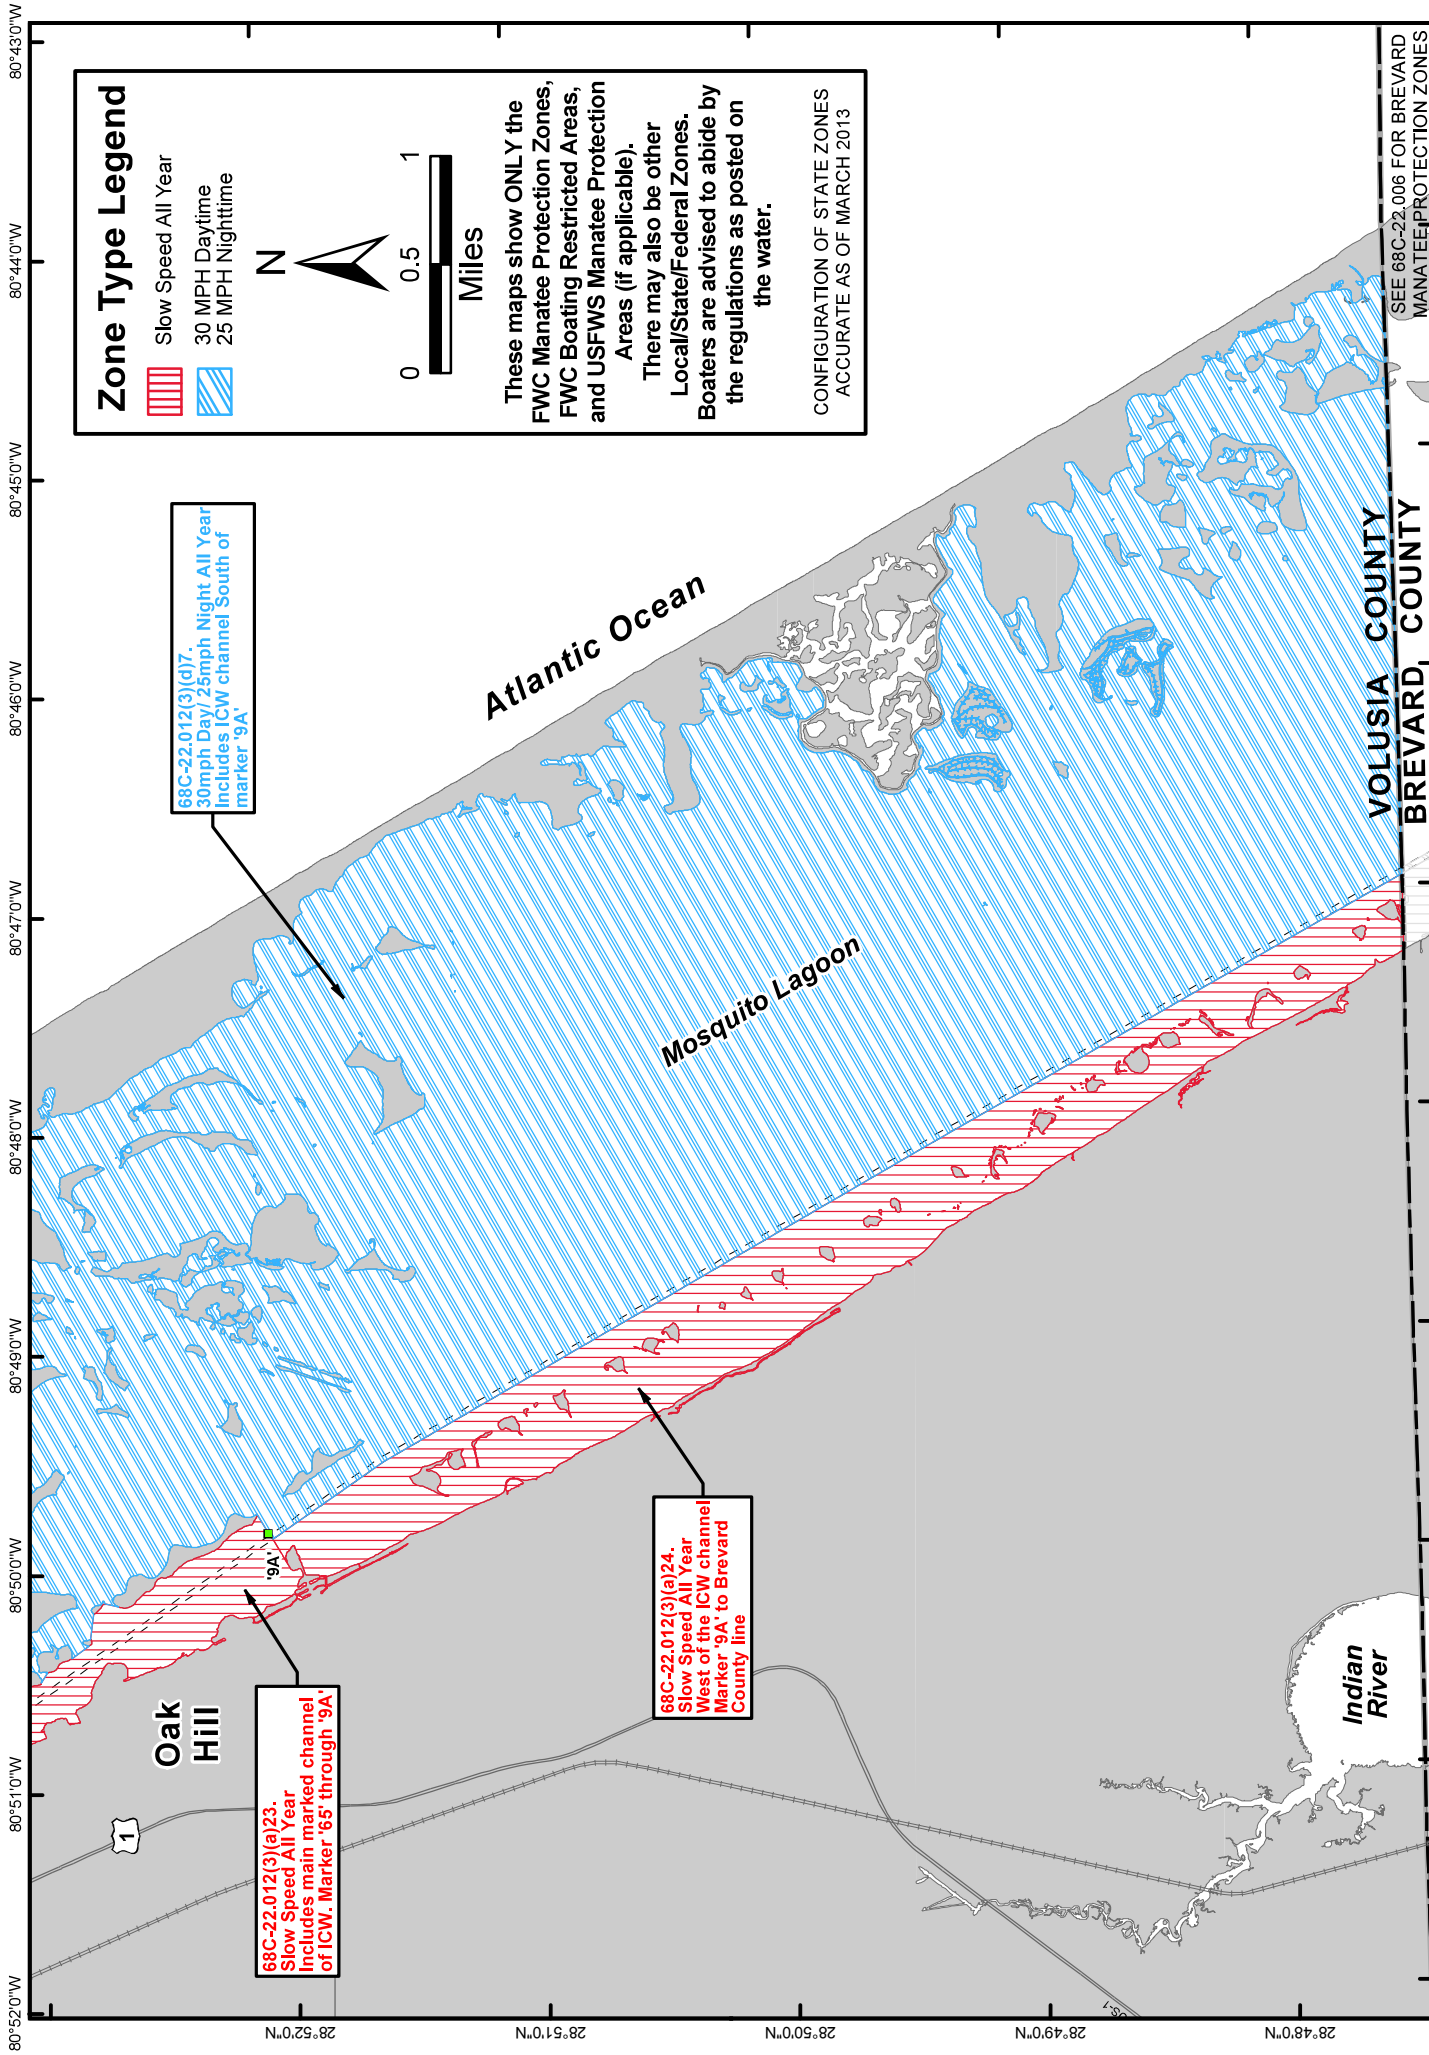 80°52'0"W
80°51'0"W
80°50'0"W
80°49'0"W
80°48'0"W
80°47'0"W
80°46'0"W
80°45'0"W
80°44'0"W
80°43'0"W
28°52'0"N
28°51'0"N
28°50'0"N
28°49'0"N
28°48'0"N
Zone Type Legend
Slow Speed All Year
30 MPH Daytime
25 MPH Nighttime
N
0 0.5 1
Miles
These maps show ONLY the
FWC Manatee Protection Zones,
FWC Boating Restricted Areas,
and USFWS Manatee Protection
Areas (if applicable).
There may also be other
Local/State/Federal Zones.
Boaters are advised to abide by
the regulations as posted on
the water.
CONFIGURATION OF STATE ZONES
ACCURATE AS OF MARCH 2013
68C-22.012(3)(d)7.
30mph Day/ 25mph Night All Year
Includes ICW channel South of
marker '9A'
Atlantic Ocean
Mosquito Lagoon
'9A'
Oak
Hill
1
68C-22.012(3)(a)23.
Slow Speed All Year
Includes main marked channel
of ICW. Marker '65' through '9A'
68C-22.012(3)(a)24.
Slow Speed All Year
West of the ICW channel
Marker '9A' to Brevard
County line
Indian
River
US-1
VOLUSIA COUNTY
BREVARD COUNTY
SEE 68C-22.006 FOR BREVARD
MANATEE PROTECTION ZONES